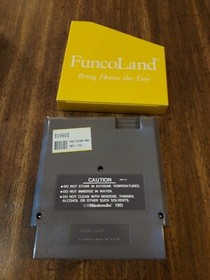 FuncoLand
Bring Home the Fun
CAUTION
●DO NOT STORE IN EXTREME TEMPERATURES.
●DO NOT IMMERSE IN WATER.
●DO NOT CLEAN WITH BENZENE, THINNER,
ALCOHOL OR OTHER SUCH SOLVENTS.
©Nintendo 1985